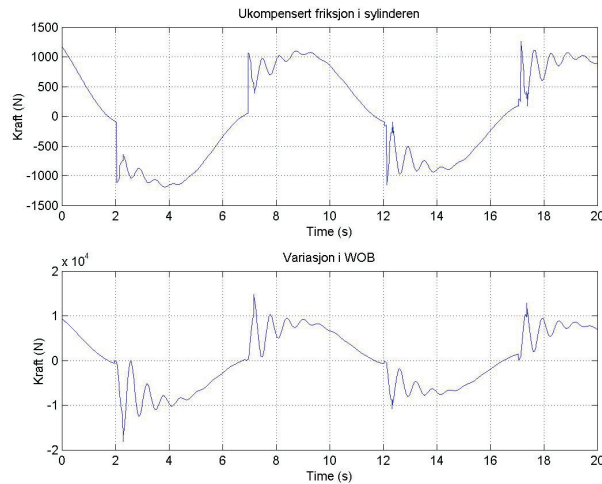 Ukompensert friksjon i sylinderen
1500
1000
500
0
-500
-1000
-1500
Kraft (N)
0 2 4 6 8 10 12 14 16 18 20
Time (s)
Variasjon i WOB
x 10^4
2
1
0
-1
-2
Kraft (N)
0 2 4 6 8 10 12 14 16 18 20
Time (s)